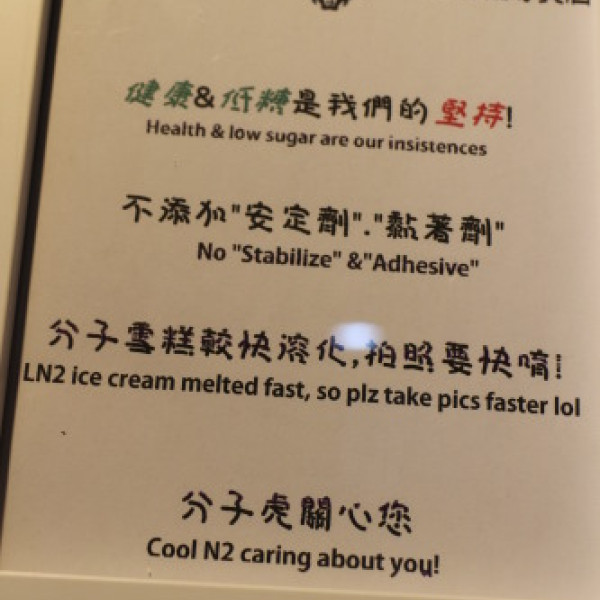 健康&低糖是我們的堅持!
Health & low sugar are our insistences
不添加"安定劑"."黏著劑"
No "Stabilize" &"Adhesive"
分子雪糕較快溶化,拍照要快唷!
LN2 ice cream melted fast, so plz take pics faster lol
分子虎關心您
Cool N2 caring about you!